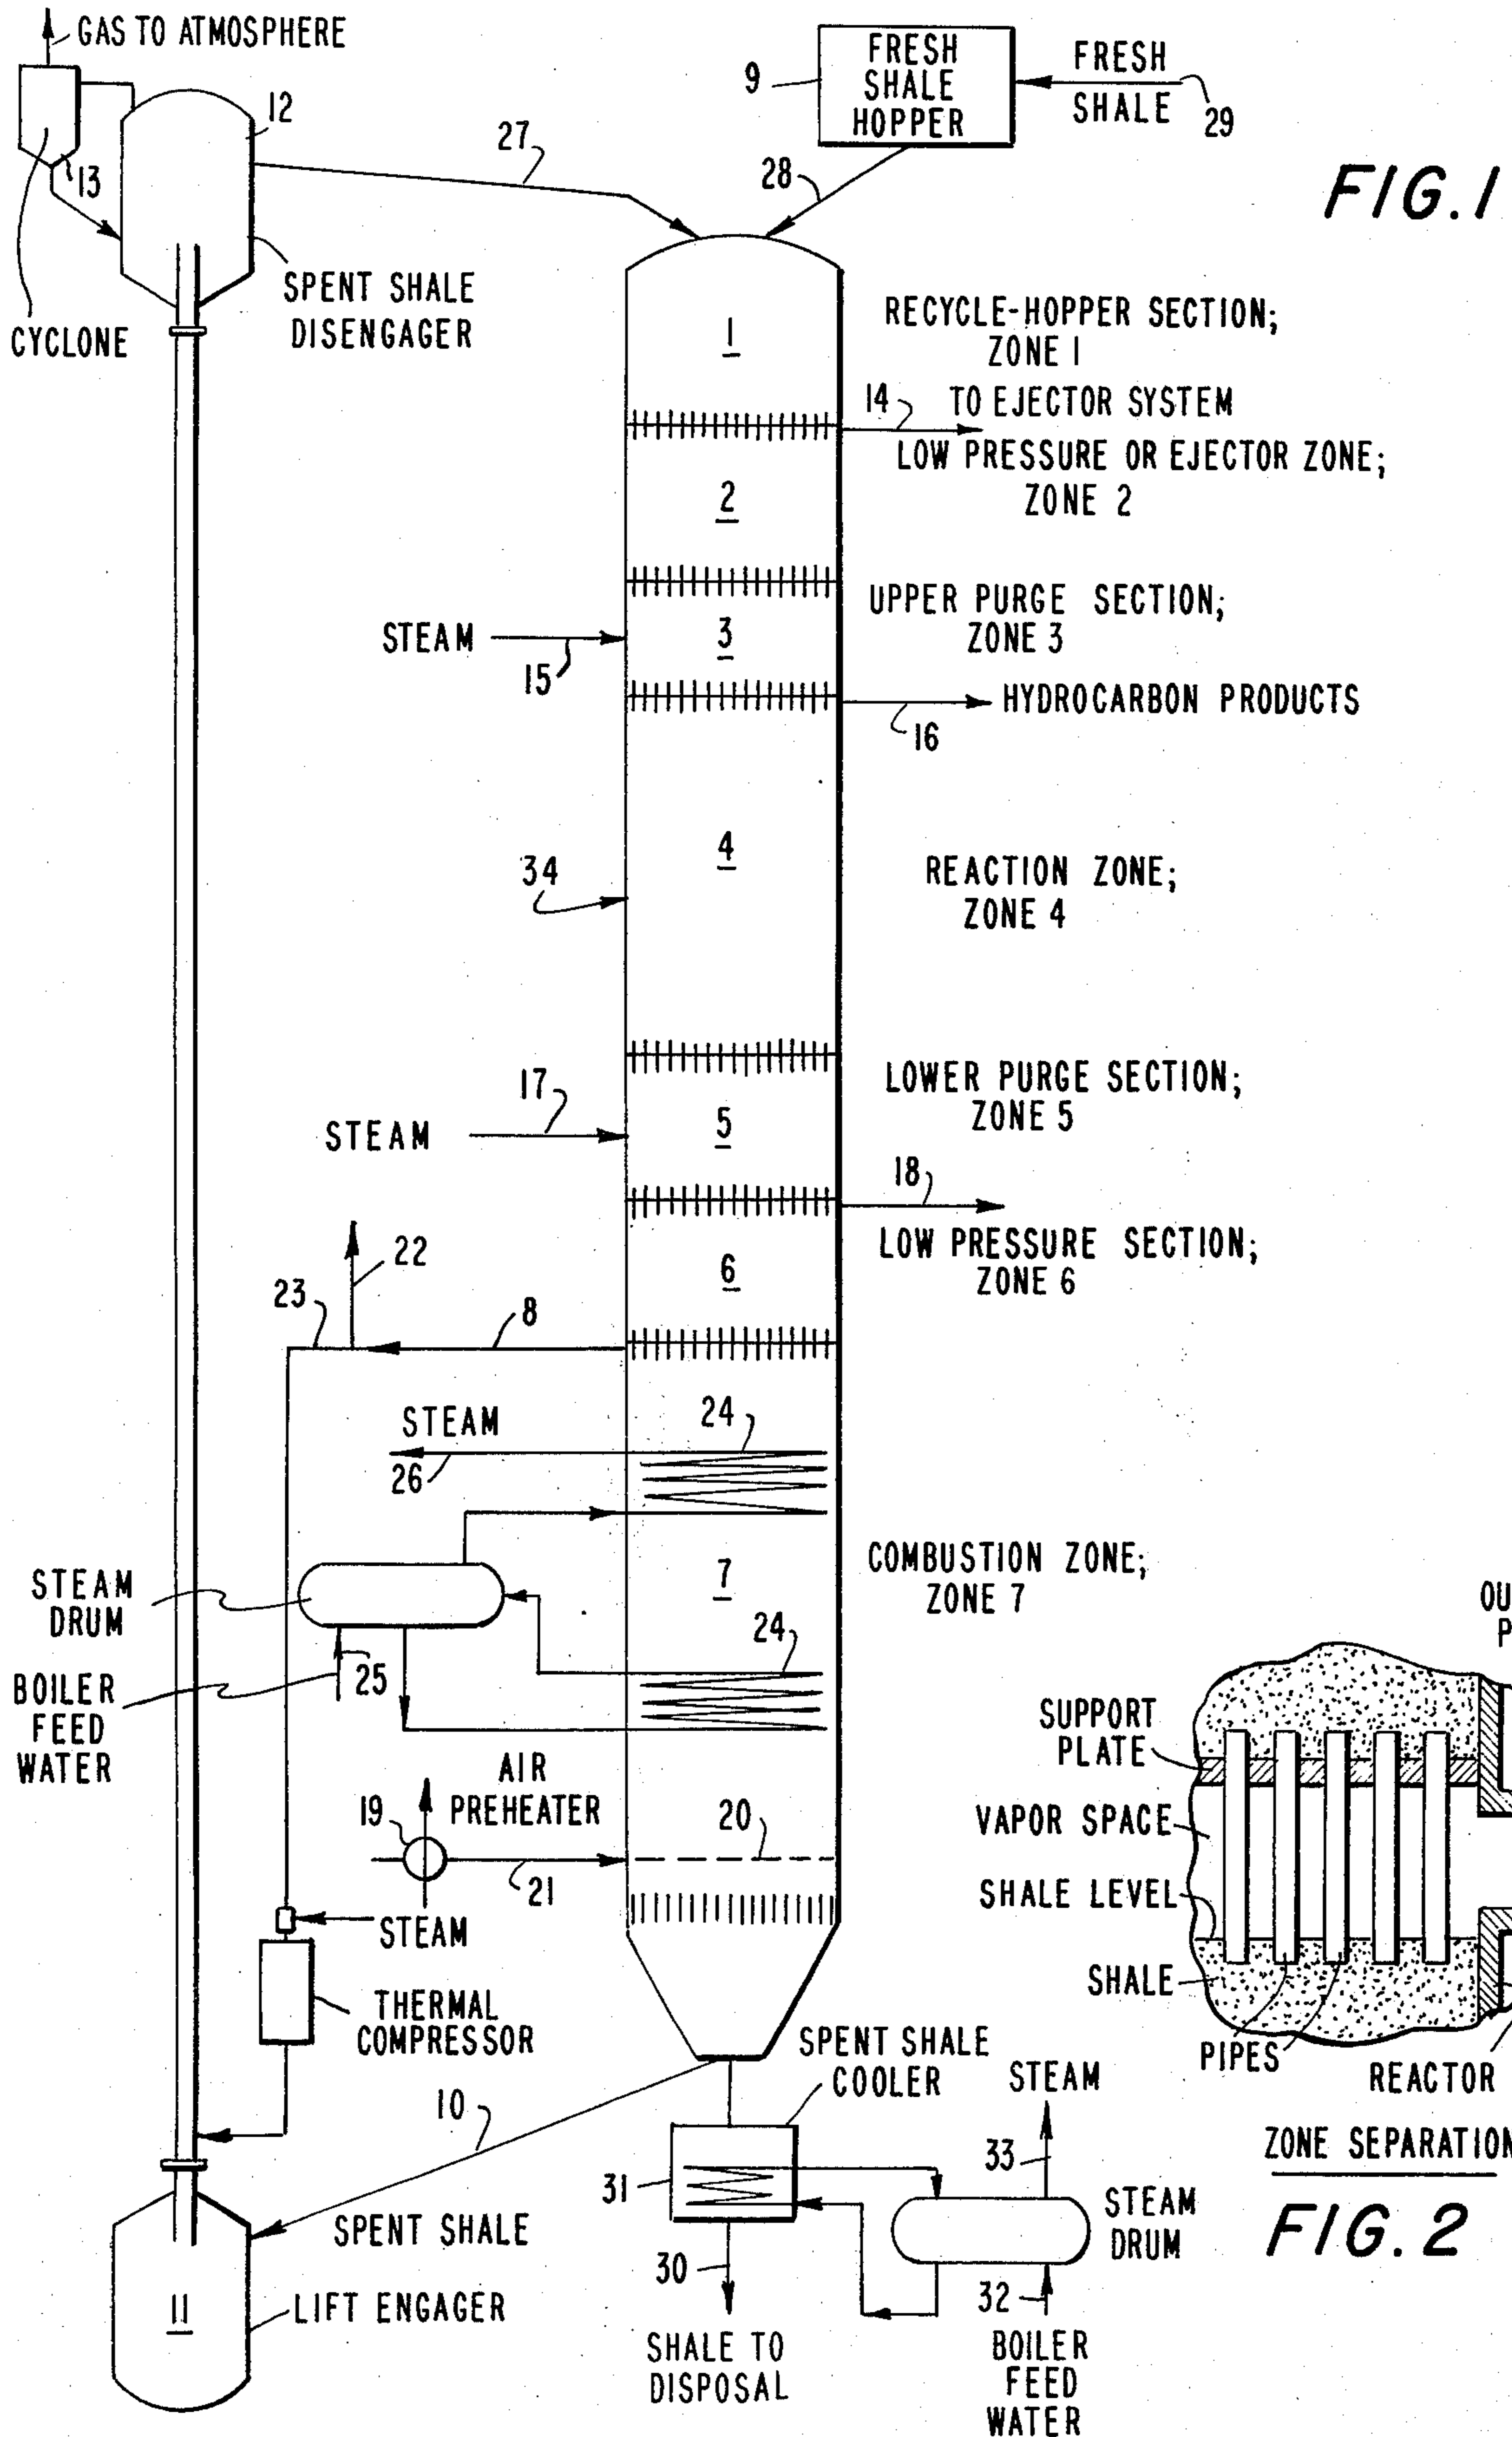 GAS TO ATMOSPHERE
12
13
CYCLONE
SPENT SHALE
DISENGAGER
27
9
FRESH
SHALE
HOPPER
FRESH
SHALE
29
28
FIG. 1
1
RECYCLE-HOPPER SECTION;
ZONE 1
14
TO EJECTOR SYSTEM
LOW PRESSURE OR EJECTOR ZONE;
ZONE 2
2
UPPER PURGE SECTION;
ZONE 3
STEAM
15
3
HYDROCARBON PRODUCTS
16
4
34
REACTION ZONE;
ZONE 4
LOWER PURGE SECTION;
ZONE 5
17
STEAM
5
18
LOW PRESSURE SECTION;
ZONE 6
6
22
23
8
STEAM
26
24
COMBUSTION ZONE;
ZONE 7
7
STEAM
DRUM
24
25
BOILER
FEED
WATER
AIR
PREHEATER
19
20
21
STEAM
THERMAL
COMPRESSOR
10
SPENT SHALE
COOLER
STEAM
33
31
STEAM
DRUM
SPENT SHALE
30
32
11
LIFT ENGAGER
SHALE TO
DISPOSAL
BOILER
FEED
WATER
OU
P
SUPPORT
PLATE
VAPOR SPACE
SHALE LEVEL
SHALE
PIPES
REACTOR
ZONE SEPARATION
FIG. 2